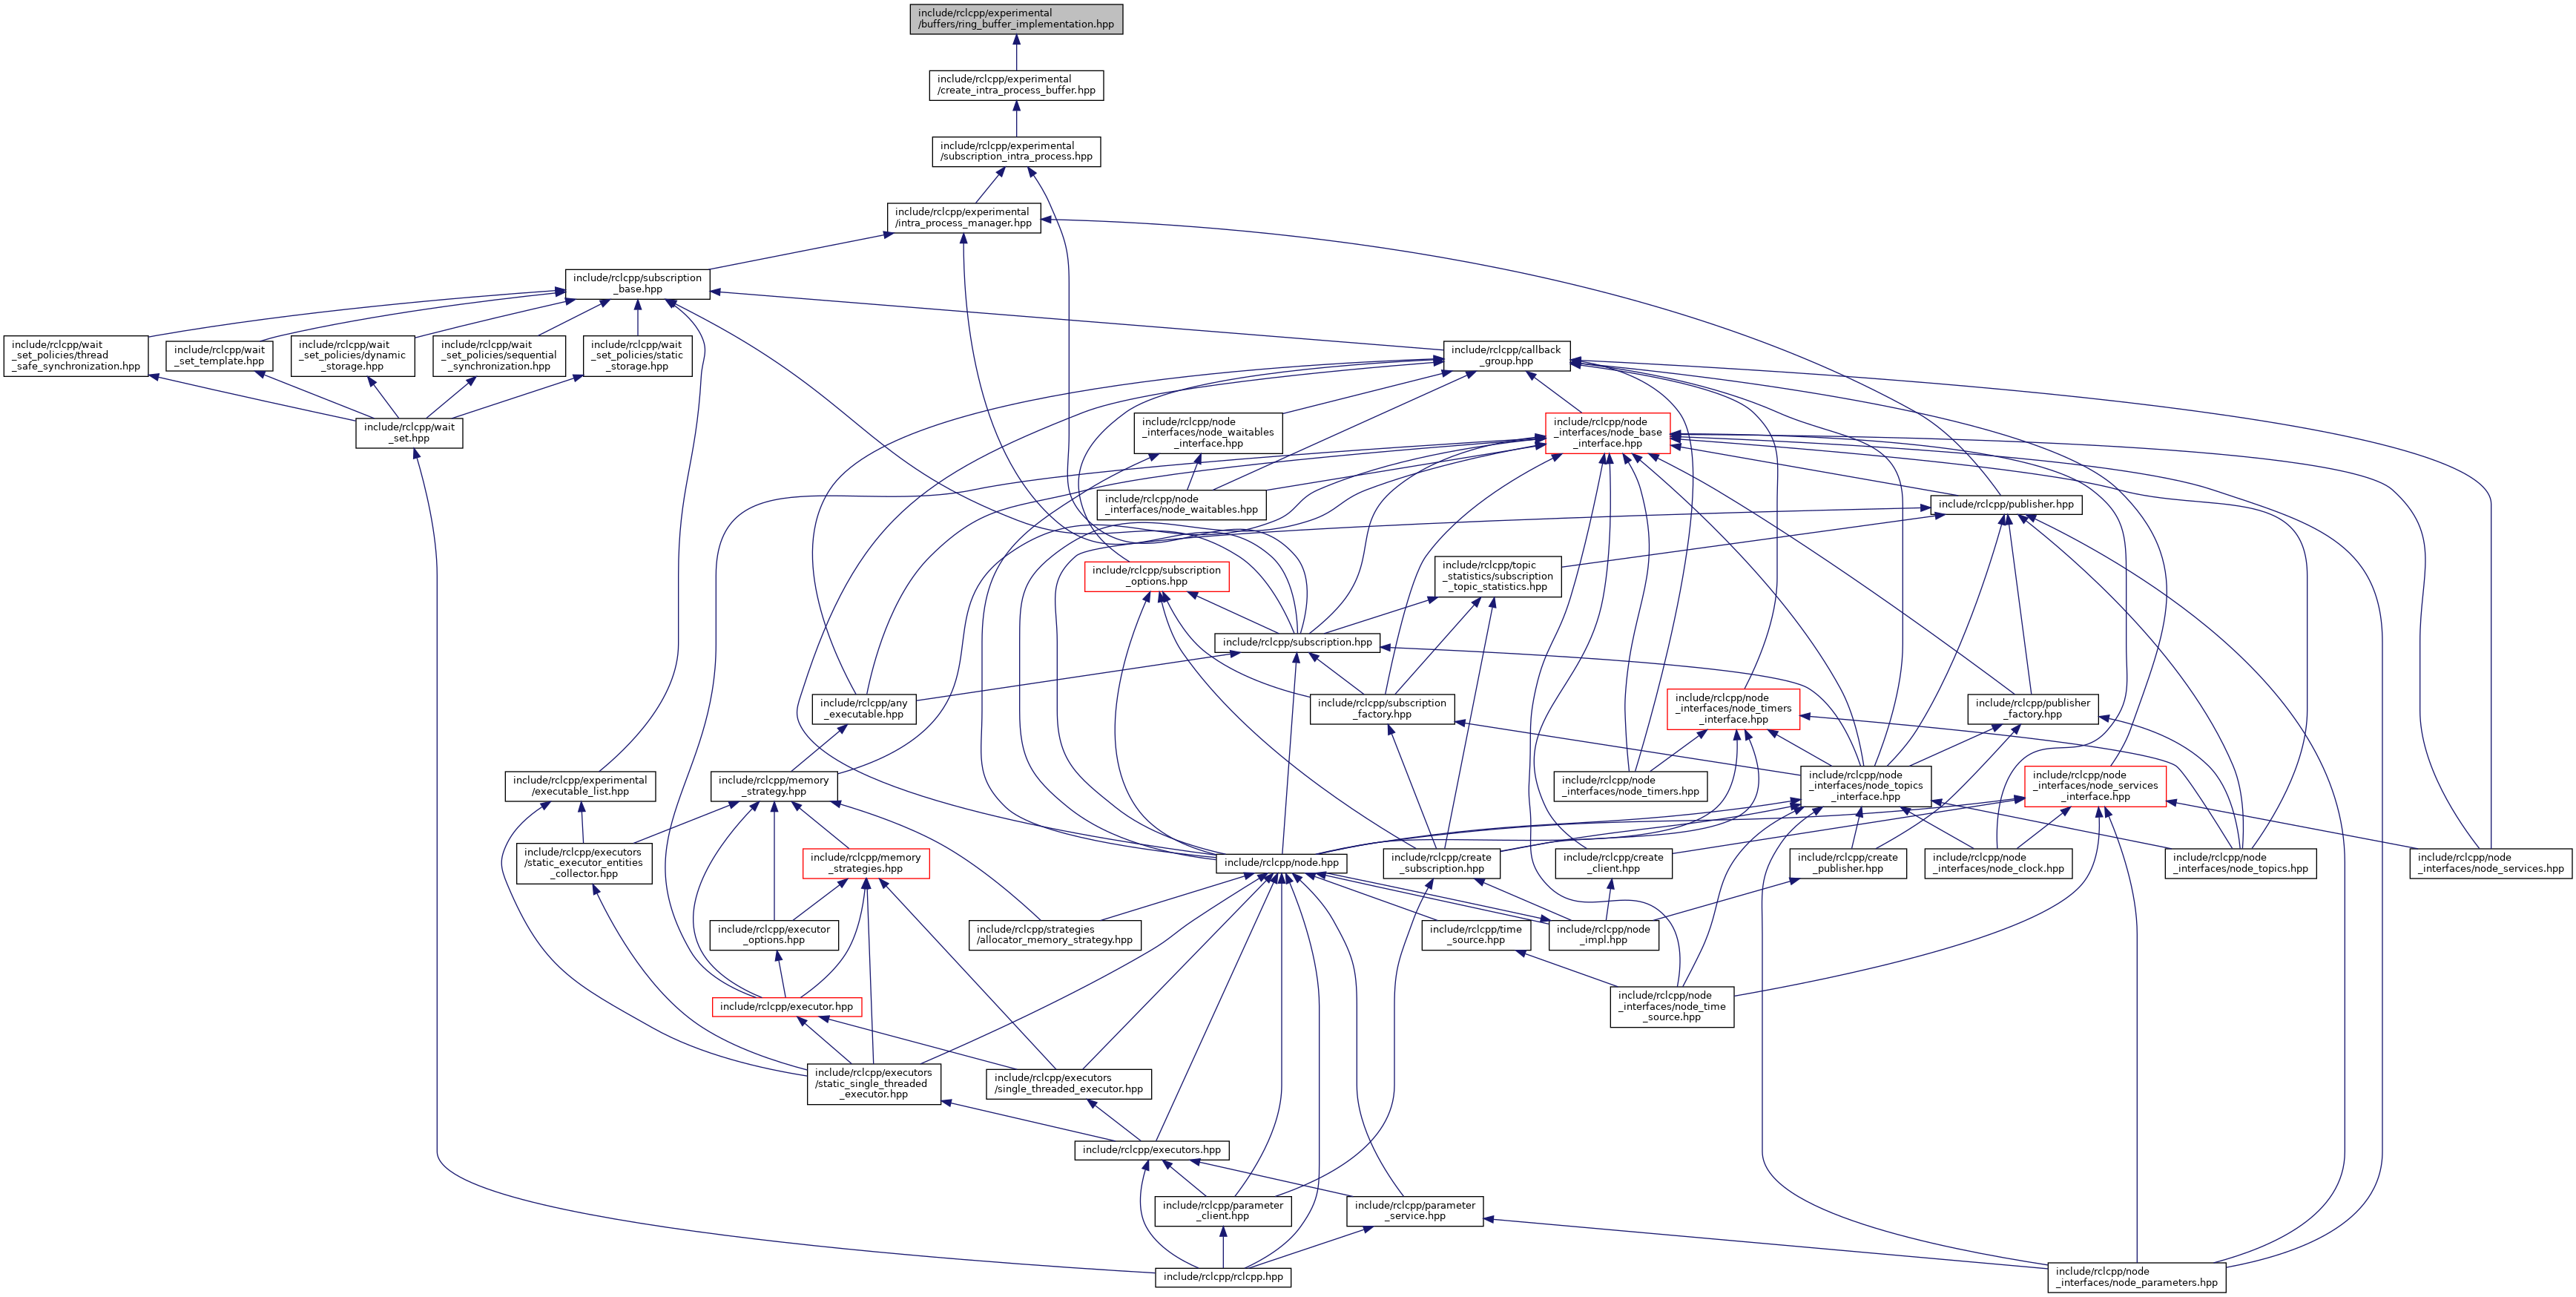 include/rclcpp/experimental
/buffers/ring_buffer_implementation.hpp
include/rclcpp/experimental
/create_intra_process_buffer.hpp
include/rclcpp/experimental
/subscription_intra_process.hpp
include/rclcpp/experimental
/intra_process_manager.hpp
include/rclcpp/subscription
_base.hpp
include/rclcpp/wait
_set_policies/thread
_safe_synchronization.hpp
include/rclcpp/wait
_set_template.hpp
include/rclcpp/wait
_set_policies/dynamic
_storage.hpp
include/rclcpp/wait
_set_policies/sequential
_synchronization.hpp
include/rclcpp/wait
_set_policies/static
_storage.hpp
include/rclcpp/callback
_group.hpp
include/rclcpp/wait
_set.hpp
include/rclcpp/node
_interfaces/node_waitables
_interface.hpp
include/rclcpp/node
_interfaces/node_base
_interface.hpp
include/rclcpp/node
_interfaces/node_waitables.hpp
include/rclcpp/publisher.hpp
include/rclcpp/subscription
_options.hpp
include/rclcpp/topic
_statistics/subscription
_topic_statistics.hpp
include/rclcpp/subscription.hpp
include/rclcpp/any
_executable.hpp
include/rclcpp/subscription
_factory.hpp
include/rclcpp/node
_interfaces/node_timers
_interface.hpp
include/rclcpp/publisher
_factory.hpp
include/rclcpp/experimental
/executable_list.hpp
include/rclcpp/memory
_strategy.hpp
include/rclcpp/node
_interfaces/node_timers.hpp
include/rclcpp/node
_interfaces/node_topics
_interface.hpp
include/rclcpp/node
_interfaces/node_services
_interface.hpp
include/rclcpp/executors
/static_executor_entities
_collector.hpp
include/rclcpp/memory
_strategies.hpp
include/rclcpp/node.hpp
include/rclcpp/create
_subscription.hpp
include/rclcpp/create
_client.hpp
include/rclcpp/create
_publisher.hpp
include/rclcpp/node
_interfaces/node_clock.hpp
include/rclcpp/node
_interfaces/node_topics.hpp
include/rclcpp/node
_interfaces/node_services.hpp
include/rclcpp/executor
_options.hpp
include/rclcpp/strategies
/allocator_memory_strategy.hpp
include/rclcpp/time
_source.hpp
include/rclcpp/node
_impl.hpp
include/rclcpp/executor.hpp
include/rclcpp/node
_interfaces/node_time
_source.hpp
include/rclcpp/executors
/static_single_threaded
_executor.hpp
include/rclcpp/executors
/single_threaded_executor.hpp
include/rclcpp/executors.hpp
include/rclcpp/parameter
_client.hpp
include/rclcpp/parameter
_service.hpp
include/rclcpp/rclcpp.hpp
include/rclcpp/node
_interfaces/node_parameters.hpp